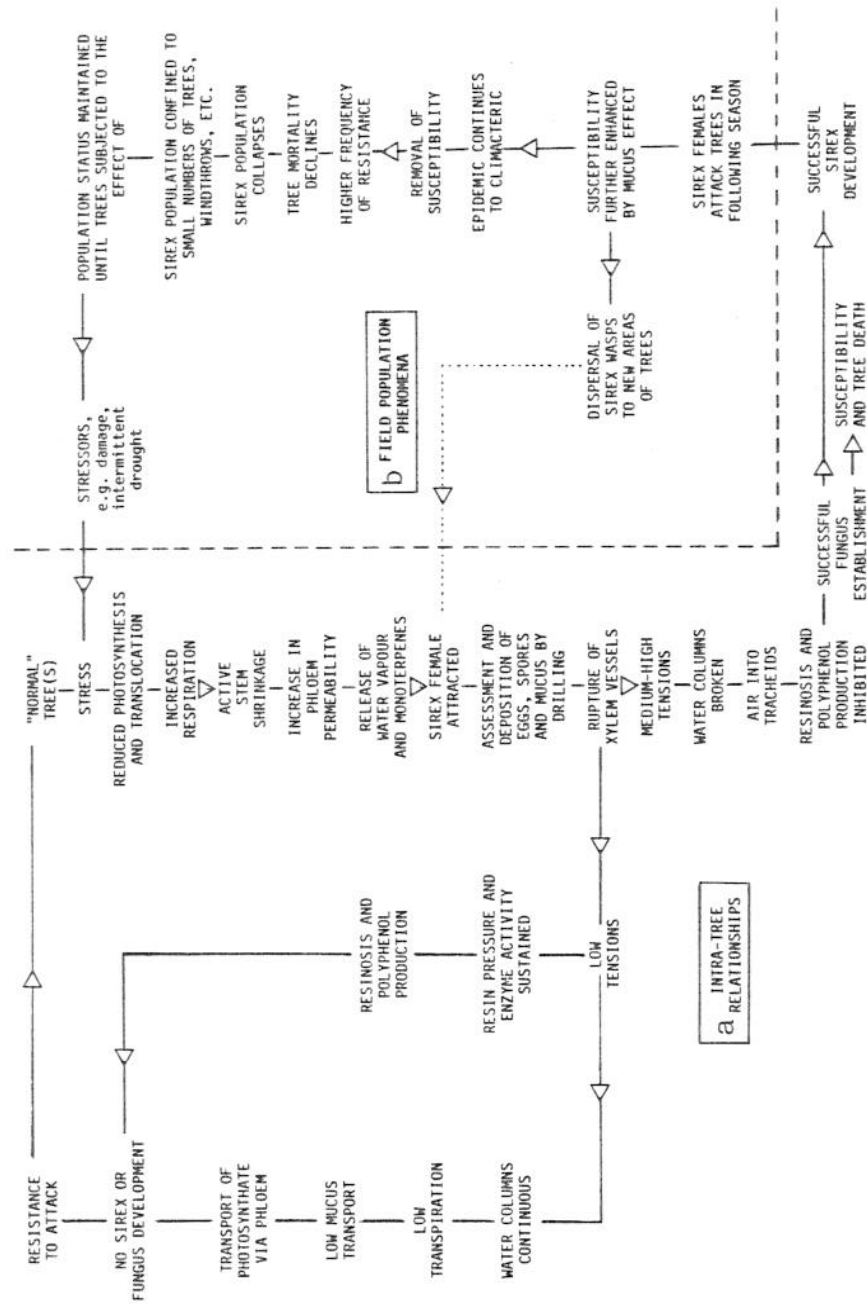 RESISTANCE
TO ATTACK
NO SIREX OR
FUNGUS DEVELOPMENT
TRANSPORT OF
PHOTOSYNTHATE
VIA PHLOEM
LOW MUCUS
TRANSPORT
LOW
TRANSPIRATION
WATER COLUMNS
CONTINUOUS
RESINOSIS AND
POLYPHENOL
PRODUCTION
RESIN PRESSURE AND
ENZYME ACTIVITY
SUSTAINED
LOW
TENSIONS
a INTRA-TREE
RELATIONSHIPS
"NORMAL"
TREE(S)
STRESS
REDUCED PHOTOSYNTHESIS
AND TRANSLOCATION
INCREASED
RESPIRATION
ACTIVE
STEM
SHRINKAGE
INCREASE IN
PHLOEM
PERMEABILITY
RELEASE OF
WATER VAPOUR
AND MONOTERPENES
SIREX FEMALE
ATTRACTED
ASSESSMENT AND
DEPOSITION OF
EGGS, SPORES
AND MUCUS BY
DRILLING
RUPTURE OF
XYLEM VESSELS
MEDIUM-HIGH
TENSIONS
WATER COLUMNS
BROKEN
AIR INTO
TRACHEIDS
RESINOSIS AND
POLYPHENOL
PRODUCTION
INHIBITED
SUCCESSFUL
FUNGUS
ESTABLISHMENT
SUSCEPTIBILITY
AND TREE DEATH
STRESSORS,
e.g. damage,
intermittent
drought
b FIELD POPULATION
PHENOMENA
DISPERSAL OF
SIREX WASPS
TO NEW AREAS
OF TREES
POPULATION STATUS MAINTAINED
UNTIL TREES SUBJECTED TO THE
EFFECT OF
SIREX POPULATION CONFINED TO
SMALL NUMBERS OF TREES,
WINDTHROWS, ETC.
SIREX POPULATION
COLLAPSES
TREE MORTALITY
DECLINES
HIGHER FREQUENCY
OF RESISTANCE
REMOVAL OF
SUSCEPTIBILITY
EPIDEMIC CONTINUES
TO CLIMACTERIC
SUSCEPTIBILITY
FURTHER ENHANCED
BY MUCUS EFFECT
SIREX FEMALES
ATTACK TREES IN
FOLLOWING SEASON
SUCCESSFUL
SIREX
DEVELOPMENT